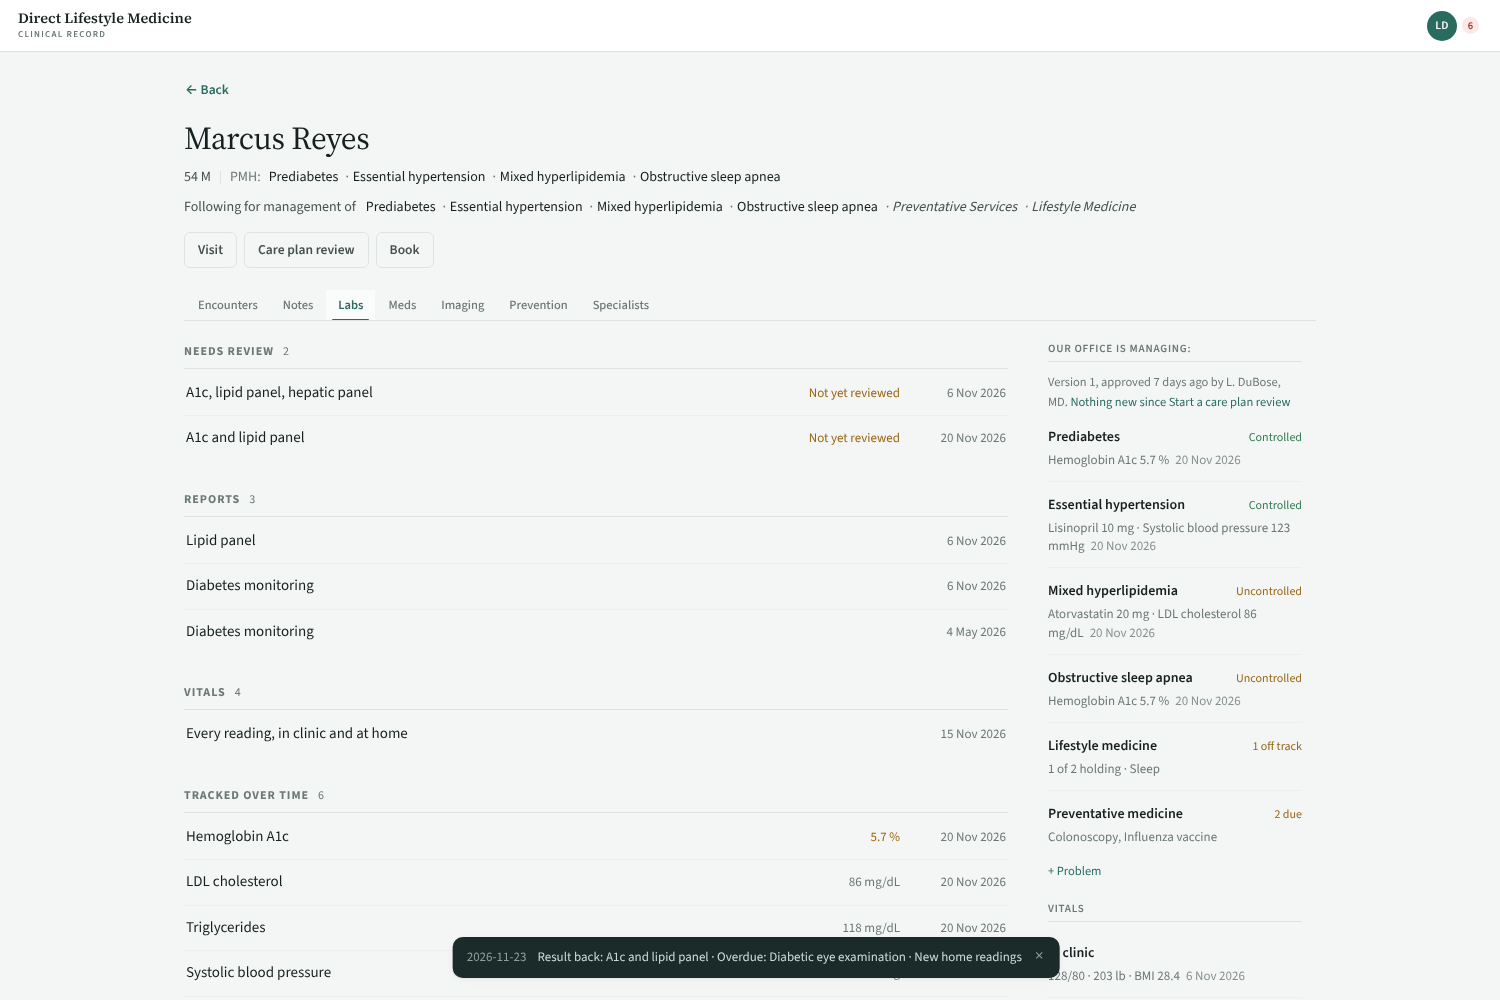 Direct Lifestyle Medicine
CLINICAL RECORD
LD 6
← Back
Marcus Reyes
54 M PMH: Prediabetes · Essential hypertension · Mixed hyperlipidemia · Obstructive sleep apnea
Following for management of Prediabetes · Essential hypertension · Mixed hyperlipidemia · Obstructive sleep apnea · Preventative Services · Lifestyle Medicine
Visit Care plan review Book
Encounters Notes Labs Meds Imaging Prevention Specialists
NEEDS REVIEW 2
A1c, lipid panel, hepatic panel Not yet reviewed 6 Nov 2026
A1c and lipid panel Not yet reviewed 20 Nov 2026
REPORTS 3
Lipid panel 6 Nov 2026
Diabetes monitoring 6 Nov 2026
Diabetes monitoring 4 May 2026
VITALS 4
Every reading, in clinic and at home 15 Nov 2026
TRACKED OVER TIME 6
Hemoglobin A1c 5.7 % 20 Nov 2026
LDL cholesterol 86 mg/dL 20 Nov 2026
Triglycerides 118 mg/dL 20 Nov 2026
Systolic blood pressure
OUR OFFICE IS MANAGING:
Version 1, approved 7 days ago by L. DuBose,
MD. Nothing new since Start a care plan review
Prediabetes Controlled
Hemoglobin A1c 5.7 % 20 Nov 2026
Essential hypertension Controlled
Lisinopril 10 mg · Systolic blood pressure 123
mmHg 20 Nov 2026
Mixed hyperlipidemia Uncontrolled
Atorvastatin 20 mg · LDL cholesterol 86
mg/dL 20 Nov 2026
Obstructive sleep apnea Uncontrolled
Hemoglobin A1c 5.7 % 20 Nov 2026
Lifestyle medicine 1 off track
1 of 2 holding · Sleep
Preventative medicine 2 due
Colonoscopy, Influenza vaccine
+ Problem
VITALS
clinic
128/80 · 203 lb · BMI 28.4 6 Nov 2026
2026-11-23 Result back: A1c and lipid panel · Overdue: Diabetic eye examination · New home readings ×